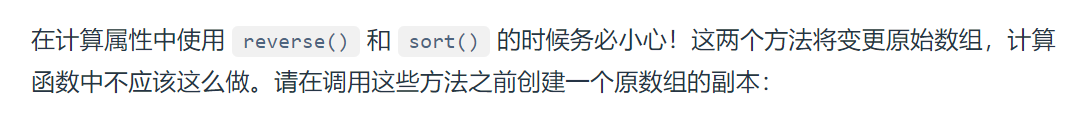 在计算属性中使用 reverse() 和 sort() 的时候务必小心！这两个方法将变更原始数组，计算
函数中不应该这么做。请在调用这些方法之前创建一个原数组的副本：